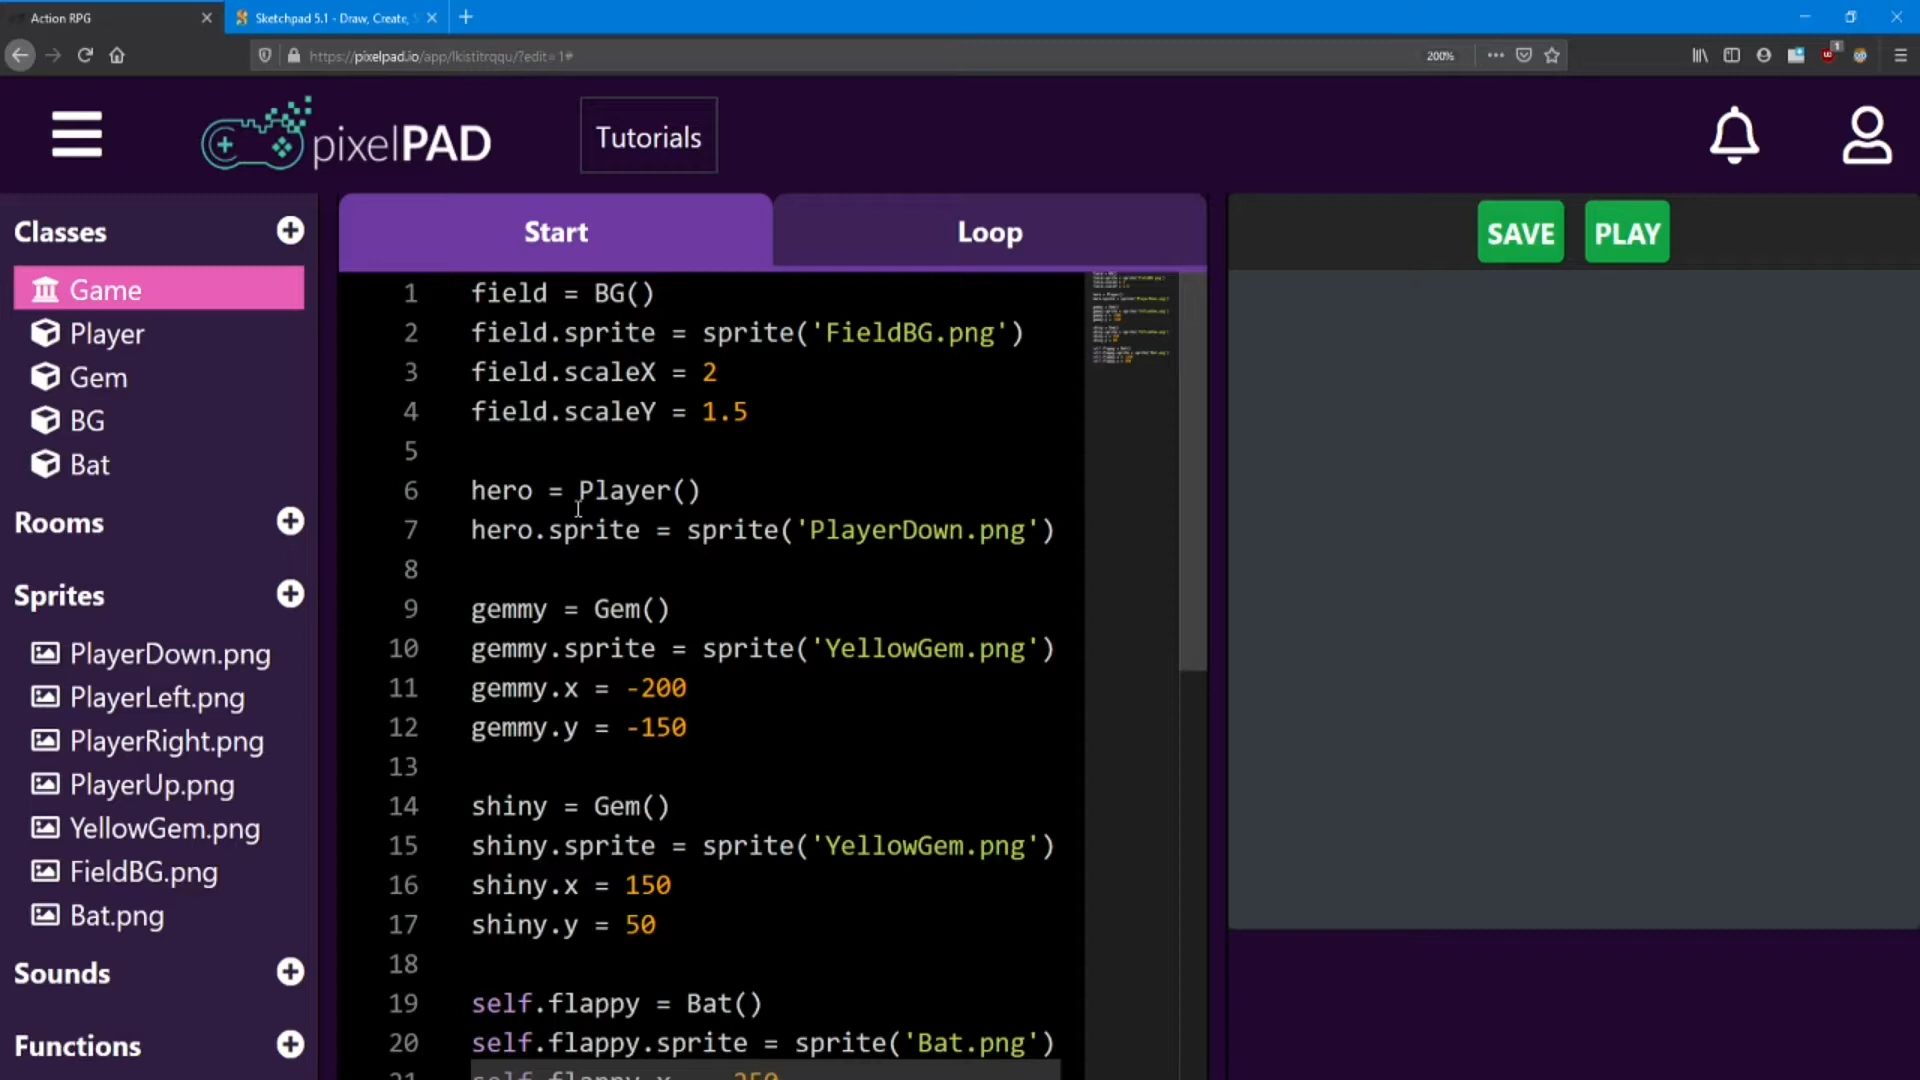 Action RPG
Sketchpad 5.1 - Draw, Create,
https://pixelpad.io/app/lkistitrqqu/?edit=1#
200%
1
pixelPAD
Tutorials
Classes
Game
Player
Gem
BG
Bat
Rooms
Sprites
PlayerDown.png
PlayerLeft.png
PlayerRight.png
PlayerUp.png
YellowGem.png
FieldBG.png
Bat.png
Sounds
Functions
Start
Loop
1 field = BG()
2 field.sprite = sprite('FieldBG.png')
3 field.scaleX = 2
4 field.scaleY = 1.5
5
6 hero = Player()
7 hero.sprite = sprite('PlayerDown.png')
8
9 gemmy = Gem()
10 gemmy.sprite = sprite('YellowGem.png')
11 gemmy.x = -200
12 gemmy.y = -150
13
14 shiny = Gem()
15 shiny.sprite = sprite('YellowGem.png')
16 shiny.x = 150
17 shiny.y = 50
18
19 self.flappy = Bat()
20 self.flappy.sprite = sprite('Bat.png')
SAVE
PLAY